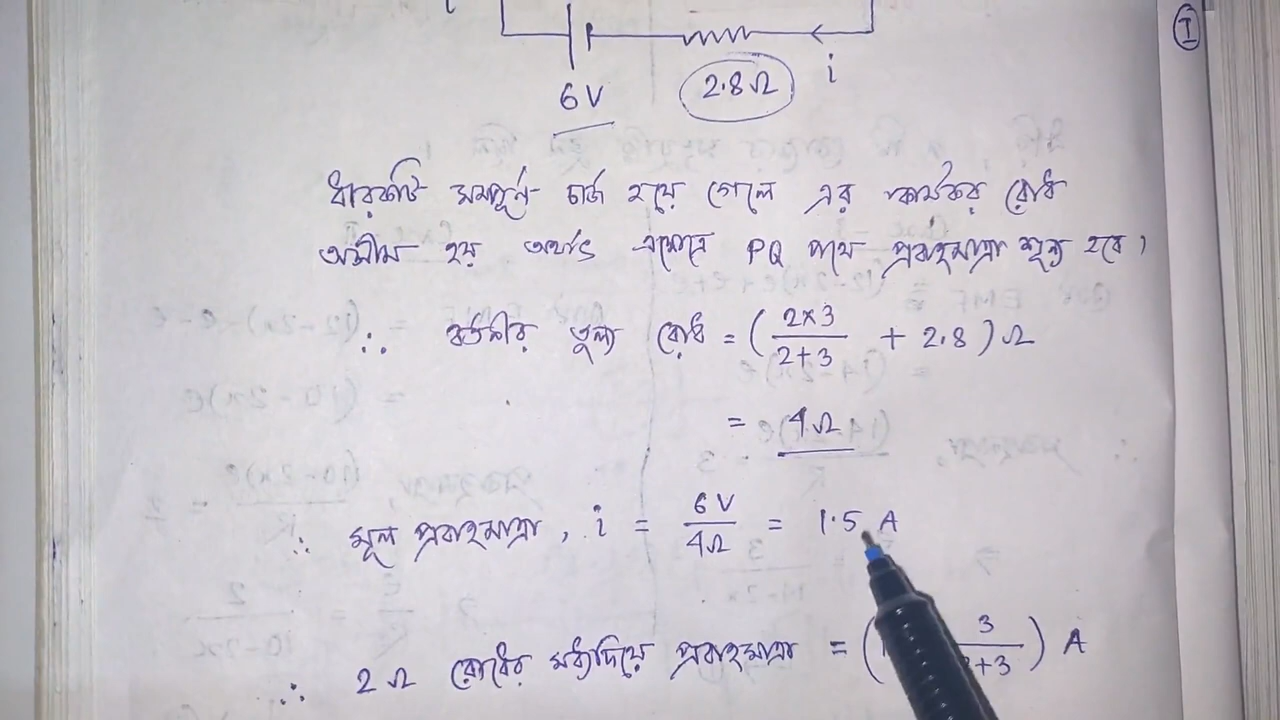 i
I
6V
2.8Ω
i
ধারকটি সম্পূর্ন চার্জ হয়ে গেলে এর কার্যকর রোধ
অসীম হয় অর্থাৎ এক্ষেত্রে PQ পথে প্রবাহমাত্রা শূন্য হবে।
∴ বর্তনীর তুল্য রোধ = (2×3/2+3 + 2.8) Ω
= 4Ω
∴ মূল প্রবাহমাত্রা, i = 6V/4Ω = 1.5 A
∴ 2Ω রোধের মধ্যদিয়ে প্রবাহমাত্রা = ( 3/+3) A